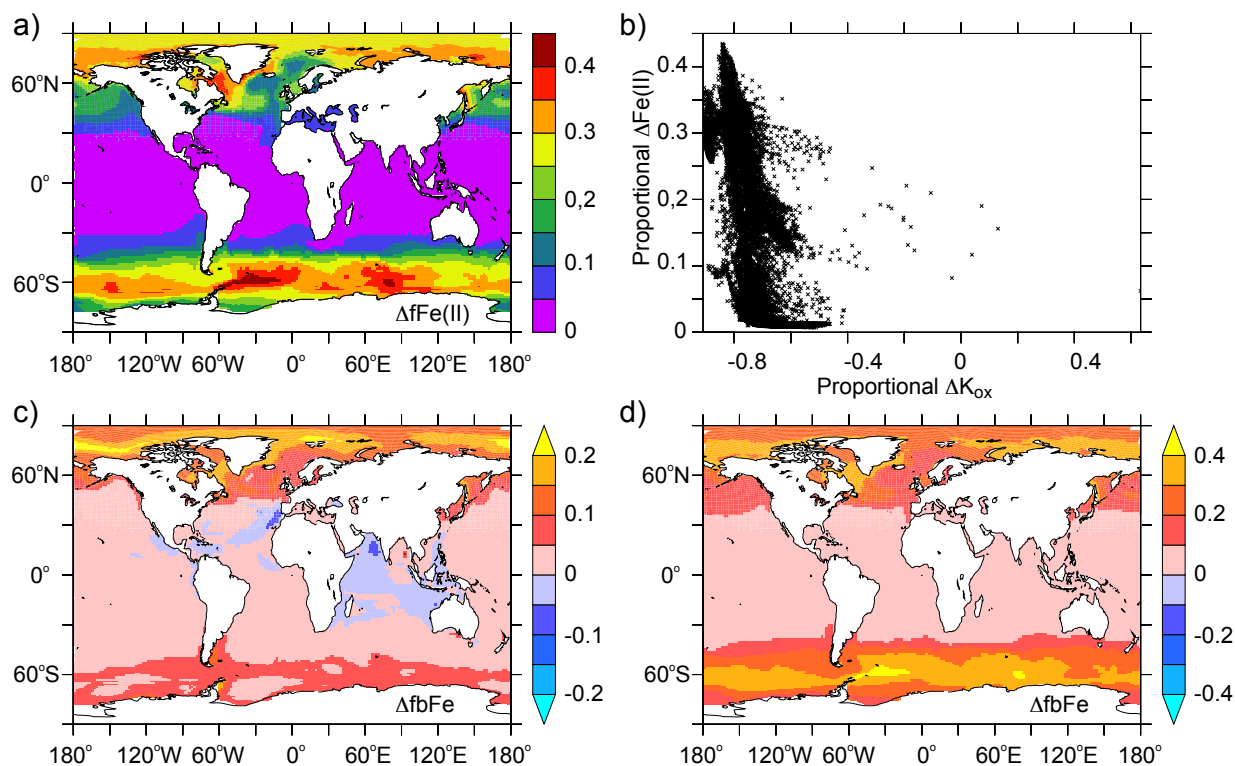 a)
60°N
0°
60°S
180° 120°W 60°W 0° 60°E 120°E 180°
ΔfFe(II)
0.4
0.3
0,2
0.1
0
b)
Proportional ΔFe(II)
0.4
0.3
0,2
0.1
0
-0.8 -0.4 0 0.4
Proportional ΔKox
c)
60°N
0°
60°S
180° 120°W 60°W 0° 60°E 120°E 180°
ΔfbFe
0.2
0.1
0
-0.1
-0.2
d)
180° 120°W 60°W 0° 60°E 120°E 180°
ΔfbFe
0.4
0.2
0
-0.2
-0.4